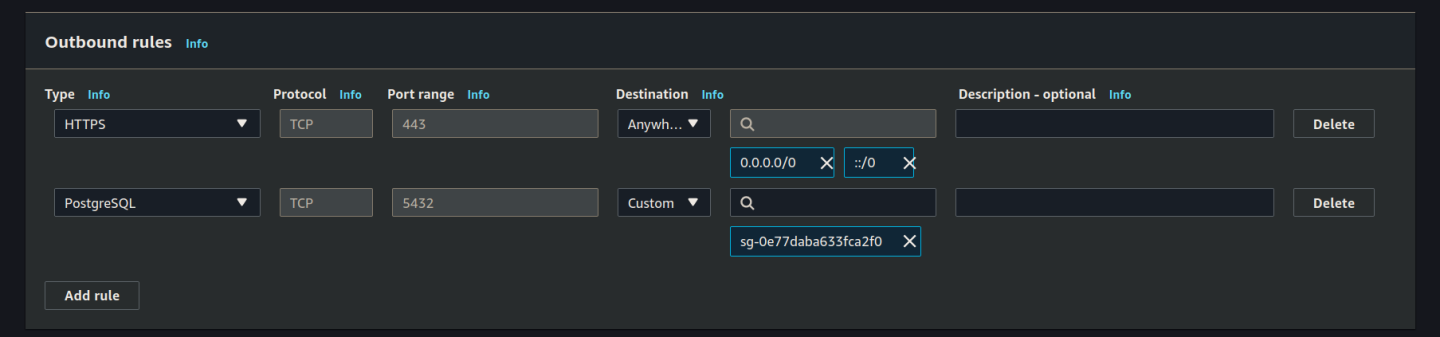 Outbound rules Info
Type Info Protocol Info Port range Info Destination Info Description - optional Info
HTTPS TCP 443 Anywh... Delete
0.0.0.0/0 ::/0
PostgreSQL TCP 5432 Custom Delete
sg-0e77daba633fca2f0
Add rule